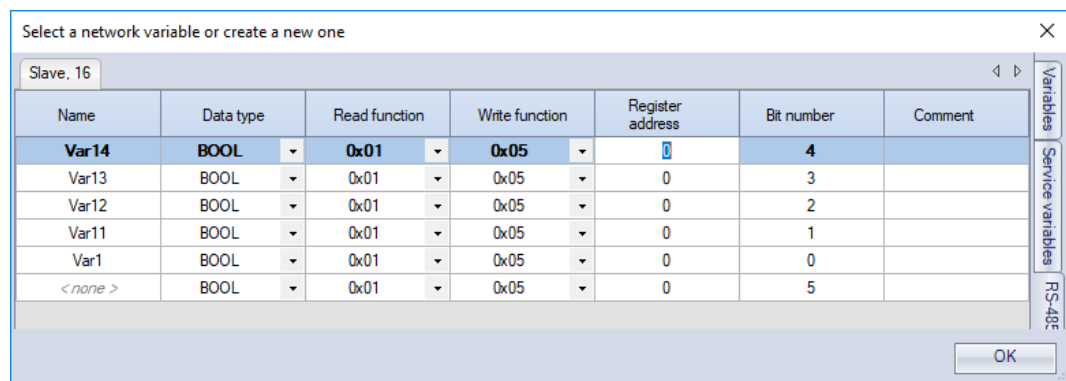 Select a network variable or create a new one
Slave, 16
Name Data type Read function Write function Register address Bit number Comment
Var14 BOOL 0x01 0x05 0 4
Var13 BOOL 0x01 0x05 0 3
Var12 BOOL 0x01 0x05 0 2
Var11 BOOL 0x01 0x05 0 1
Var1 BOOL 0x01 0x05 0 0
<none> BOOL 0x01 0x05 0 5
Variables
Service variables
RS-485
OK